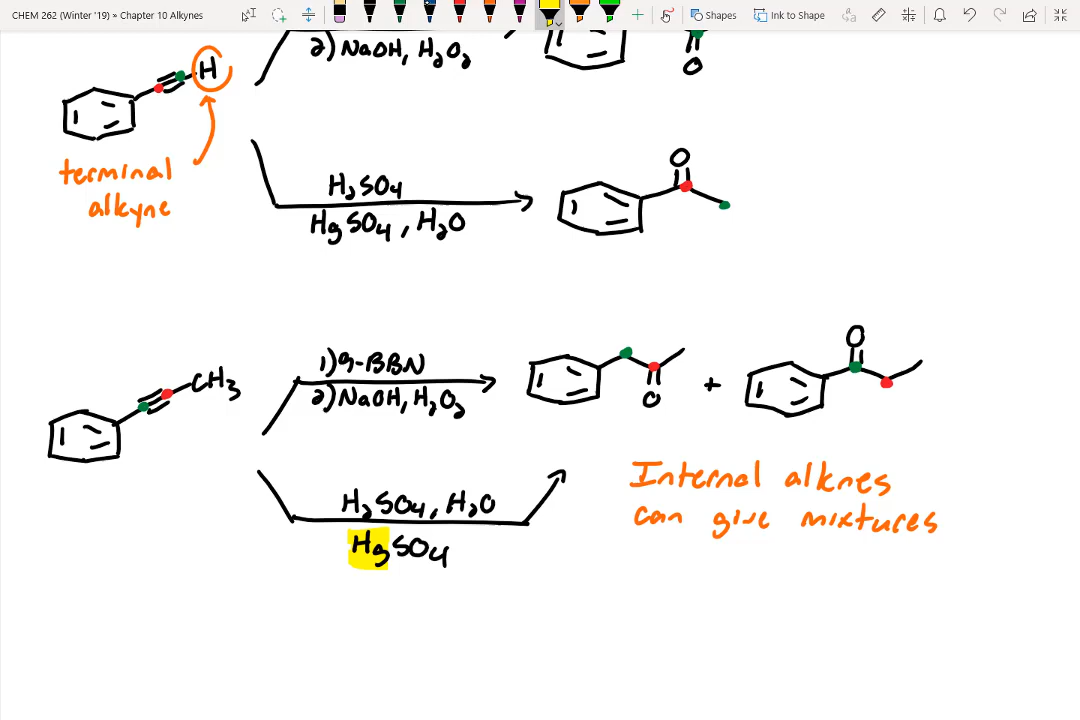 CHEM 262 (Winter '19) » Chapter 10 Alkynes
Shapes
Ink to Shape
2) NaOH, H2O2
O
H
terminal
alkyne
H2SO4
HgSO4, H2O
O
CH3
1) 9-BBN
2) NaOH, H2O2
O
+
O
H2SO4, H2O
HgSO4
Internal alknes
can give mixtures